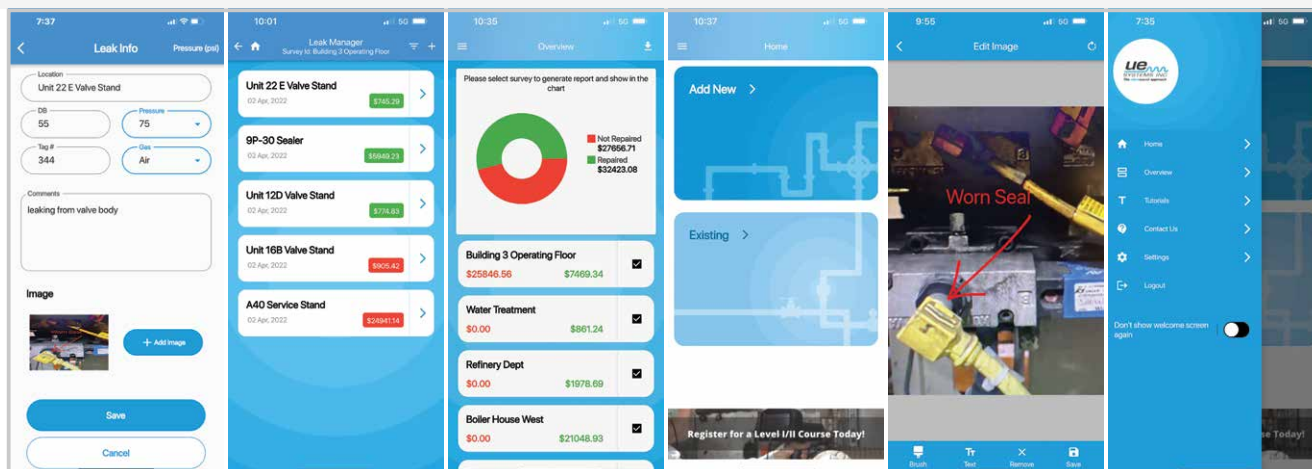 7:37
Leak Info
Pressure (psi)
Location
Unit 22 E Valve Stand
DB
55
Pressure
75
Tag #
344
Gas
Air
Comments
leaking from valve body
Image
+ Add Image
Save
Cancel
10:01
5G
Leak Manager
Survey Id: Building 3 Operating Floor
Unit 22 E Valve Stand
02 Apr, 2022
$745.29
9P-30 Sealer
02 Apr, 2022
$5949.23
Unit 12D Valve Stand
02 Apr, 2022
$774.83
Unit 16B Valve Stand
02 Apr, 2022
$905.42
A40 Service Stand
02 Apr, 2022
$24941.14
10:35
5G
Overview
Please select survey to generate report and show in the
chart
Not Repaired
$27656.71
Repaired
$32423.08
Building 3 Operating Floor
$25846.56 $7469.34
Water Treatment
$0.00 $861.24
Refinery Dept
$0.00 $1978.69
Boiler House West
$0.00 $21048.93
10:37
5G
Home
Add New >
Existing >
Register for a Level I/II Course Today!
9:55
5G
Edit Image
Worn Seal
Brush
Text
Remove
Save
7:35
5G
ue
SYSTEMS INC
Home
Overview
Tutorials
Contact Us
Settings
Logout
Don't show welcome screen
again
se Today!